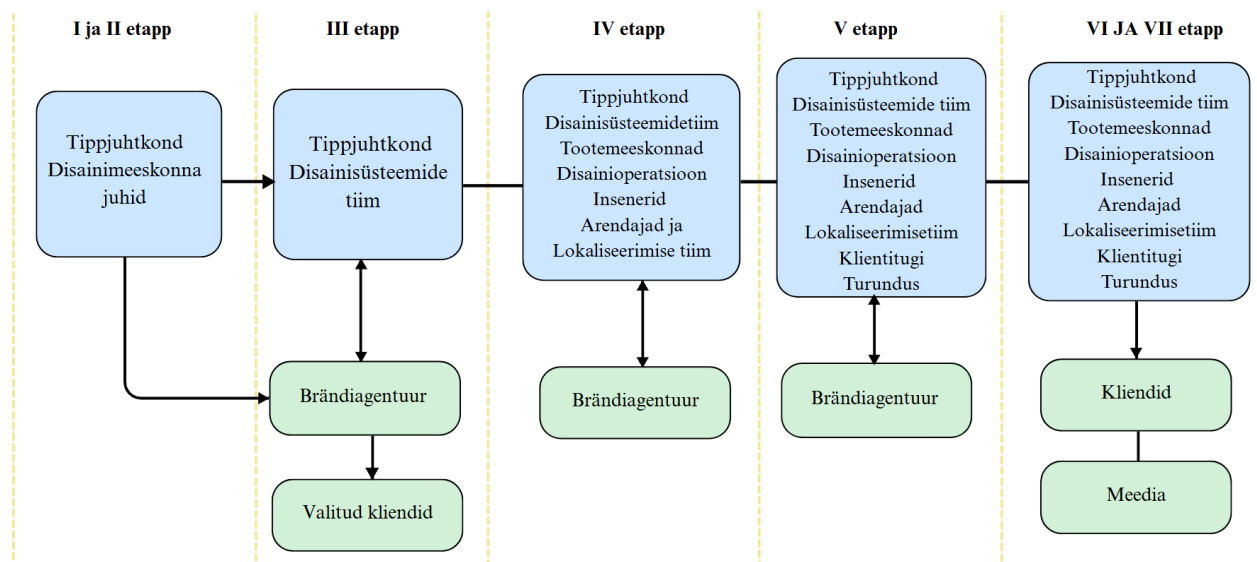 I ja II etapp
III etapp
IV etapp
V etapp
VI JA VII etapp
Tippjuhtkond
Disainimeeskonna
juhid
Tippjuhtkond
Disainisüsteemide
tiim
Tippjuhtkond
Disainisüsteemidetiim
Tootemeeskonnad
Disainioperatsioon
Insenerid
Arendajad ja
Lokaliseerimise tiim
Tippjuhtkond
Disainisüsteemide tiim
Tootemeeskonnad
Disainioperatsioon
Insenerid
Arendajad
Lokaliseerimisetiim
Klientitugi
Turundus
Tippjuhtkond
Disainisüsteemide tiim
Tootemeeskonnad
Disainioperatsioon
Insenerid
Arendajad
Lokaliseerimisetiim
Klientitugi
Turundus
Brändiagentuur
Brändiagentuur
Brändiagentuur
Kliendid
Valitud kliendid
Meedia